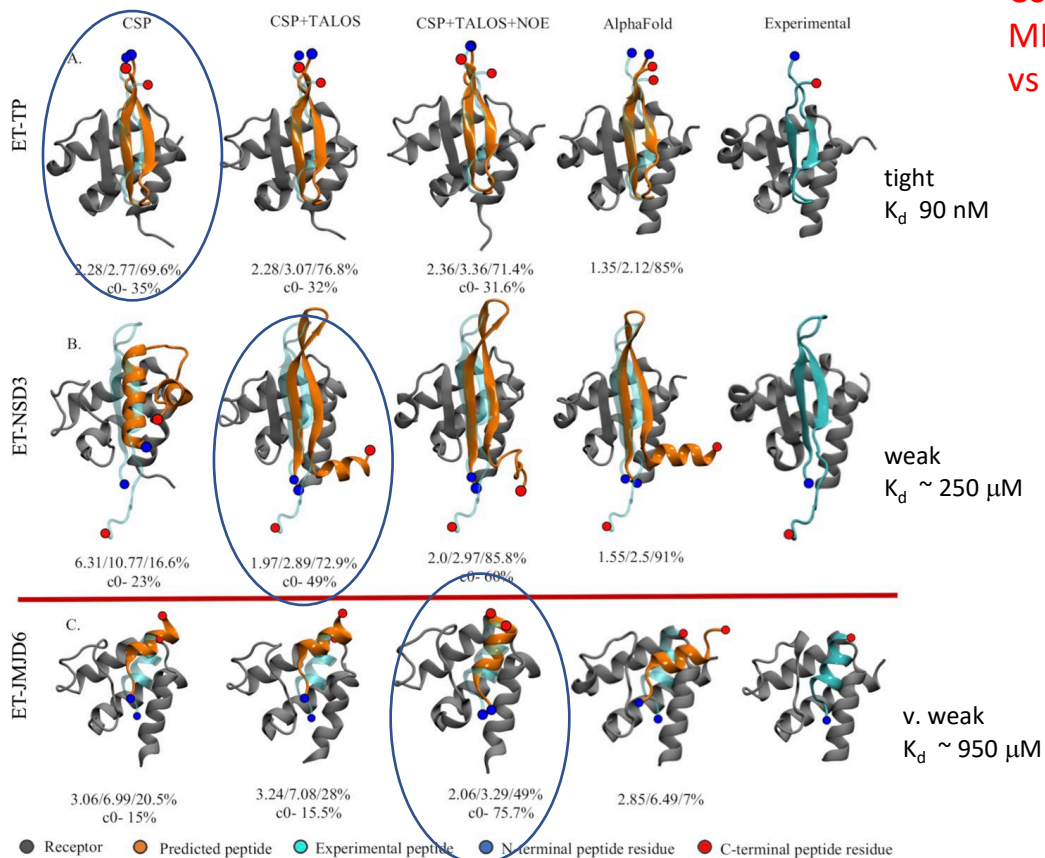 CSP CSP+TALOS CSP+TALOS+NOE AlphaFold Experimental
MI
vs
A.
ET-TP
tight
K_d 90 nM
2.28/2.77/69.6% 2.28/3.07/76.8% 2.36/3.36/71.4% 1.35/2.12/85%
c0- 35% c0- 32% c0- 31.6%
B.
ET-NSD3
weak
K_d ~ 250 μM
6.31/10.77/16.6% 1.97/2.89/72.9% 2.0/2.97/85.8% 1.55/2.5/91%
c0- 23% c0- 49% c0- 60%
C.
ET-JMJD6
v. weak
K_d ~ 950 μM
3.06/6.99/20.5% 3.24/7.08/28% 2.06/3.29/49% 2.85/6.49/7%
c0- 15% c0- 15.5% c0- 75.7%
Receptor Predicted peptide Experimental peptide N-terminal peptide residue C-terminal peptide residue